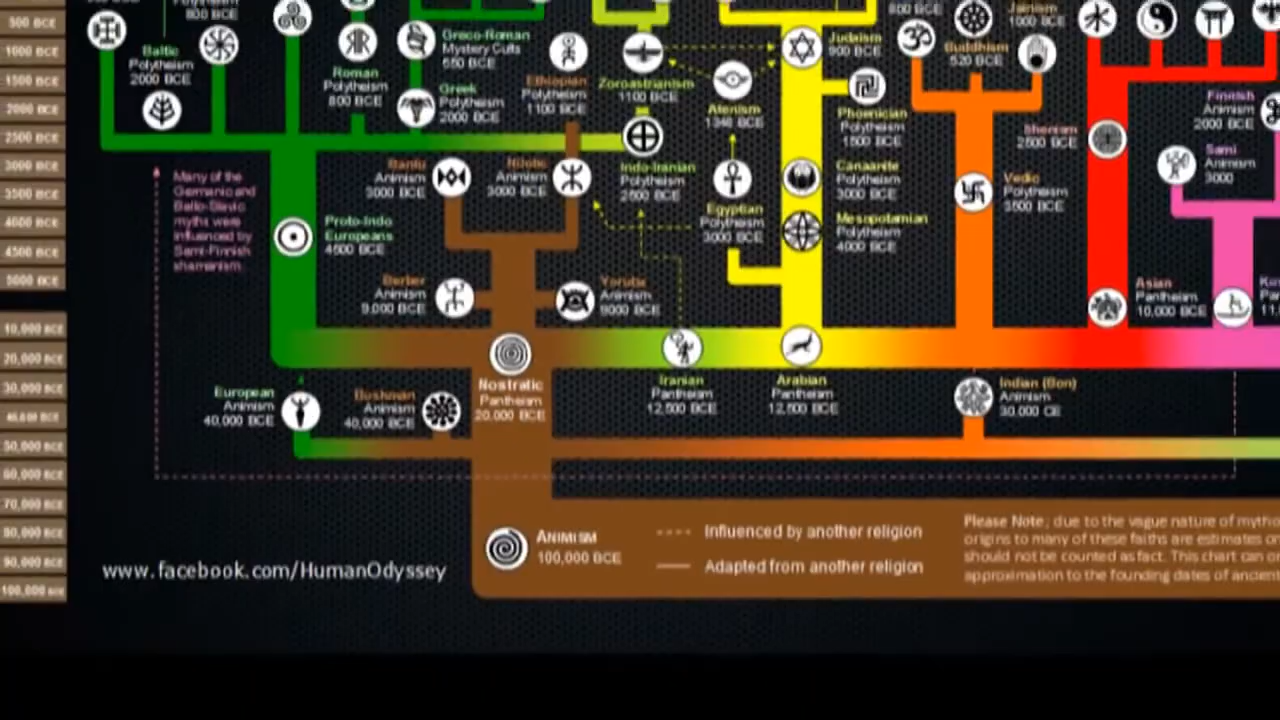 500 BCE
1000 BCE
1500 BCE
2000 BCE
2500 BCE
3000 BCE
3500 BCE
4000 BCE
4500 BCE
5000 BCE
10,000 BCE
20,000 BCE
30,000 BCE
40,000 BCE
50,000 BCE
60,000 BCE
70,000 BCE
80,000 BCE
90,000 BCE
100,000 BCE
Polytheism
800 BCE
Baltic
Polytheism
2000 BCE
Roman
Polytheism
800 BCE
Greco-Roman
Mystery Cults
550 BCE
Greek
Polytheism
2000 BCE
Ethiopian
Polytheism
1100 BCE
Zoroastrianism
1100 BCE
Atenism
1348 BCE
Judaism
900 BCE
Phoenician
Polytheism
1500 BCE
800 BCE
Buddhism
520 BCE
Jainism
1000 BCE
Finnish
Animism
2000 BCE
Shenism
2500 BCE
Sami
Animism
3000
Many of the
Germanic and
Balto-Slavic
myths were
influenced by
Sami-Finnish
shamanism.
Bantu
Animism
3000 BCE
Nilotic
Animism
3000 BCE
Indo-Iranian
Polytheism
2500 BCE
Egyptian
Polytheism
3000 BCE
Canaanite
Polytheism
3000 BCE
Mesopotamian
Polytheism
4000 BCE
Vedic
Polytheism
3500 BCE
Proto-Indo
Europeans
4500 BCE
Berber
Animism
9,000 BCE
Yoruba
Animism
9000 BCE
Asian
Pantheism
10,000 BCE
Nostratic
Pantheism
20,000 BCE
Iranian
Pantheism
12,500 BCE
Arabian
Pantheism
12,500 BCE
European
Animism
40,000 BCE
Bushman
Animism
40,000 BCE
Indian (Bon)
Animism
30,000 CE
ANIMISM
100,000 BCE
Influenced by another religion
Adapted from another religion
Please Note, due to the vague nature of
origins to many of these faiths are estimates
should not be counted as fact. This chart can
approximation to the founding dates of
www.facebook.com/HumanOdyssey